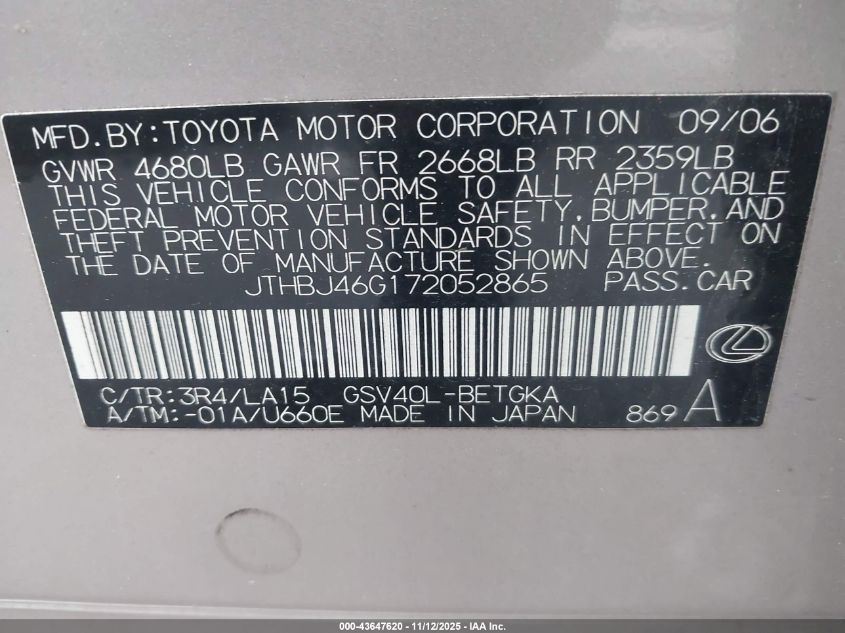 MFD.BY:TOYOTA MOTOR CORPORATION 09/06
GVWR 4680LB GAWR FR 2668LB RR 2359LB
THIS VEHICLE CONFORMS TO ALL APPLICABLE
FEDERAL MOTOR VEHICLE SAFETY,BUMPER,AND
THEFT PREVENTION STANDARDS IN EFFECT ON
THE DATE OF MANUFACTURE SHOWN ABOVE.
JTHBJ46G172052865 PASS.CAR
C/TR:3R4/LA15 GSV40L-BETGKA
A/TM:-01A/U660E MADE IN JAPAN 869 A
000-43647620 - 11/12/2025 - IAA Inc.